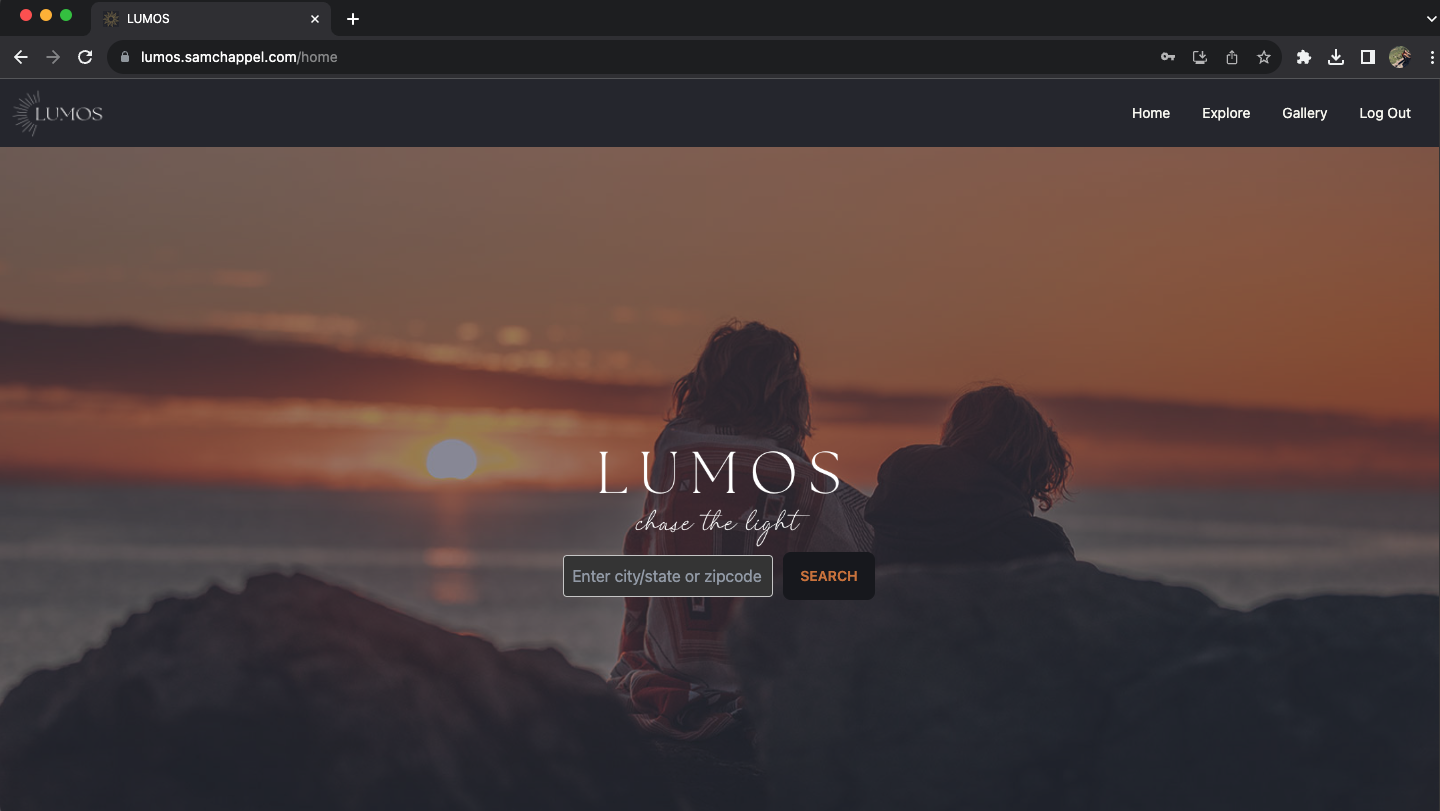 LUMOS
lumos.samchappel.com/home
LUMOS
Home Explore Gallery Log Out
LUMOS
chase the light
Enter city/state or zipcode SEARCH